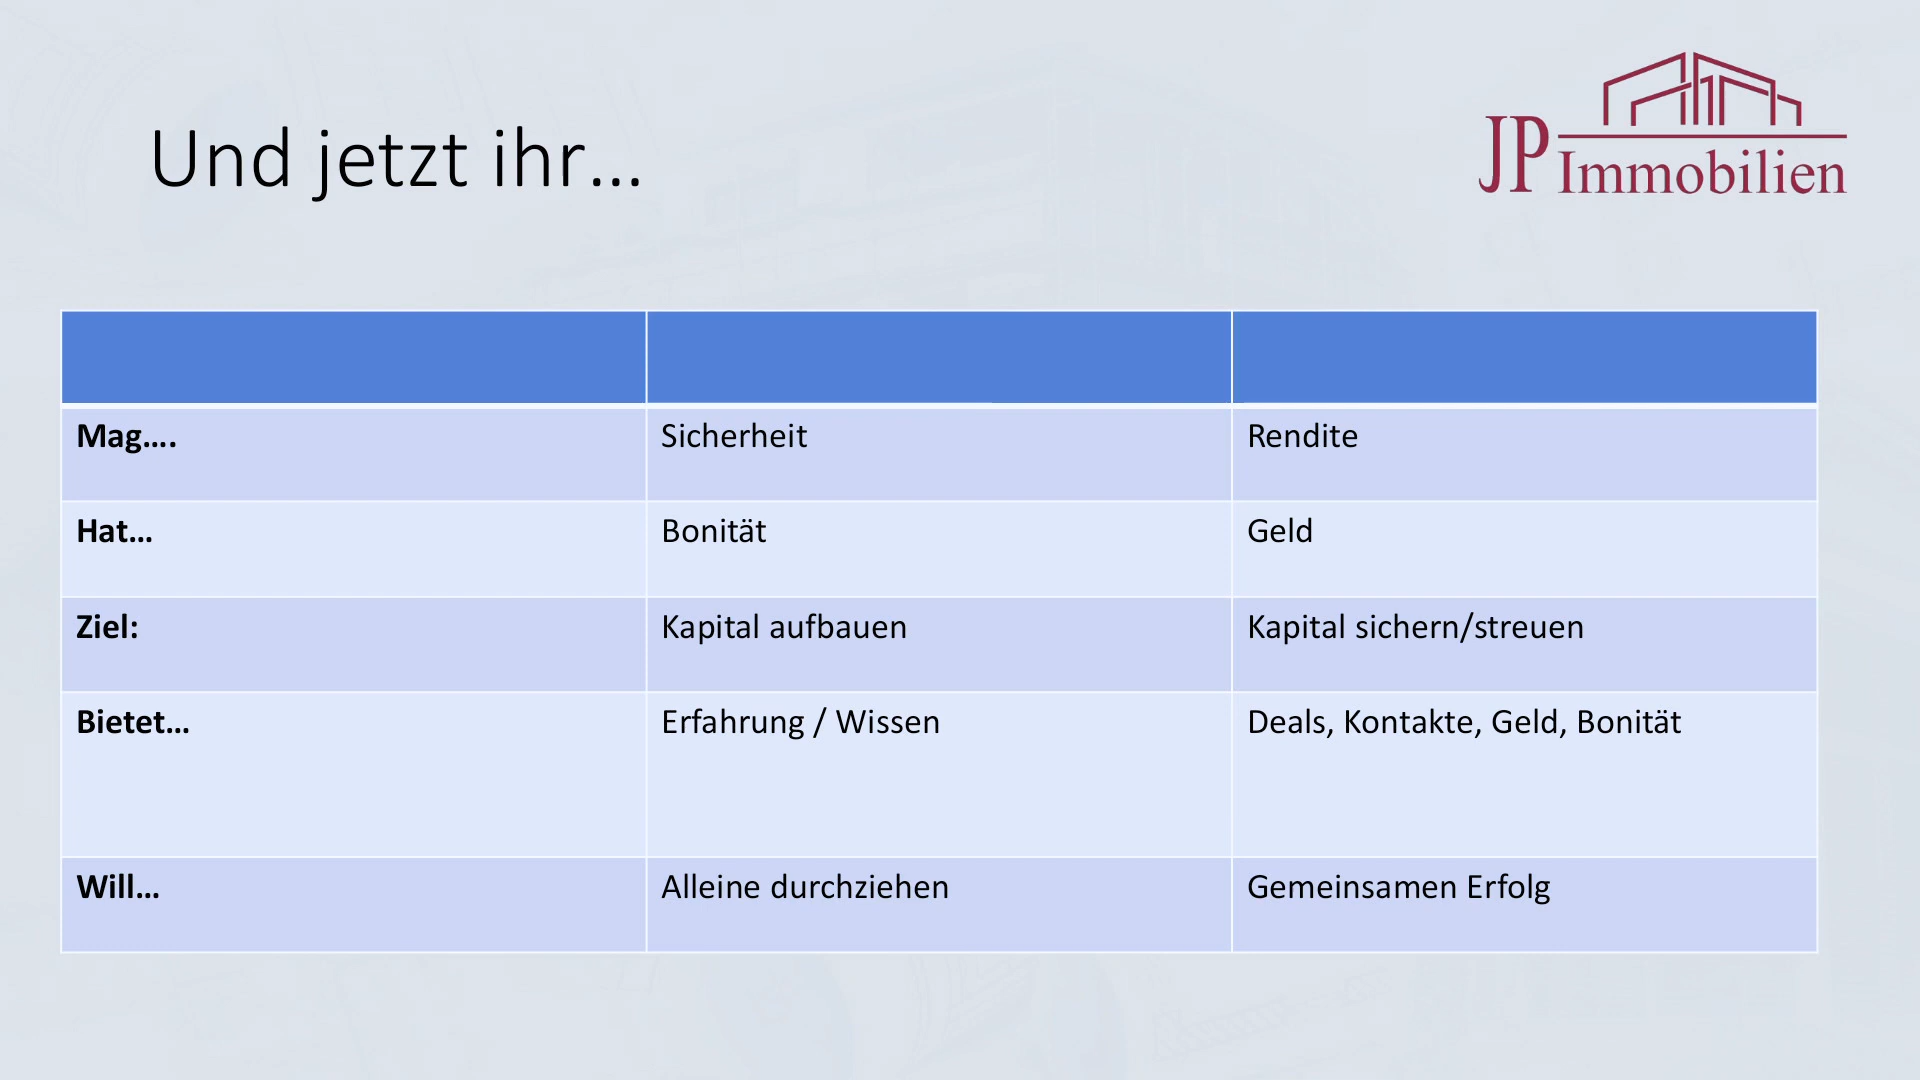 Und jetzt ihr...
JP Immobilien
Mag.... Sicherheit Rendite
Hat... Bonität Geld
Ziel: Kapital aufbauen Kapital sichern/streuen
Bietet... Erfahrung / Wissen Deals, Kontakte, Geld, Bonität
Will... Alleine durchziehen Gemeinsamen Erfolg